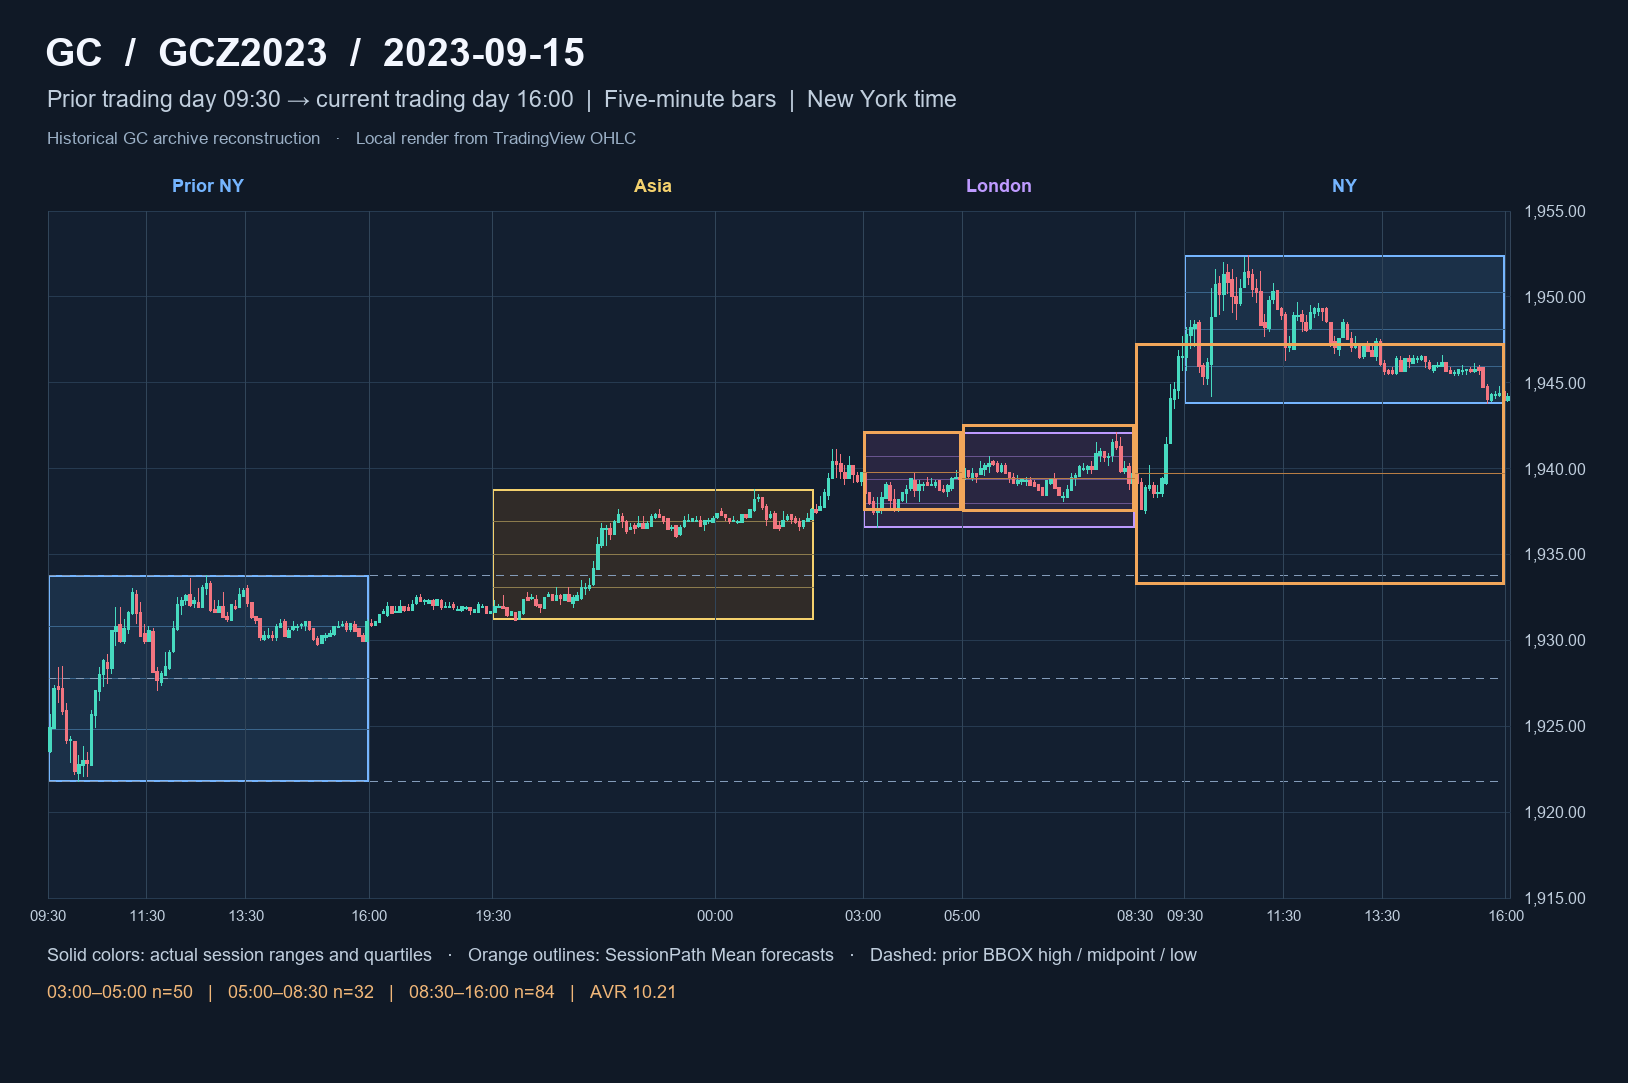 GC / GCZ2023 / 2023-09-15
Prior trading day 09:30 → current trading day 16:00 | Five-minute bars | New York time
Historical GC archive reconstruction · Local render from TradingView OHLC
Prior NY Asia London NY
1,955.00
1,950.00
1,945.00
1,940.00
1,935.00
1,930.00
1,925.00
1,920.00
1,915.00
09:30 11:30 13:30 16:00 19:30 00:00 03:00 05:00 08:30 09:30 11:30 13:30 16:00
Solid colors: actual session ranges and quartiles · Orange outlines: SessionPath Mean forecasts · Dashed: prior BBOX high / midpoint / low
03:00–05:00 n=50 | 05:00–08:30 n=32 | 08:30–16:00 n=84 | AVR 10.21